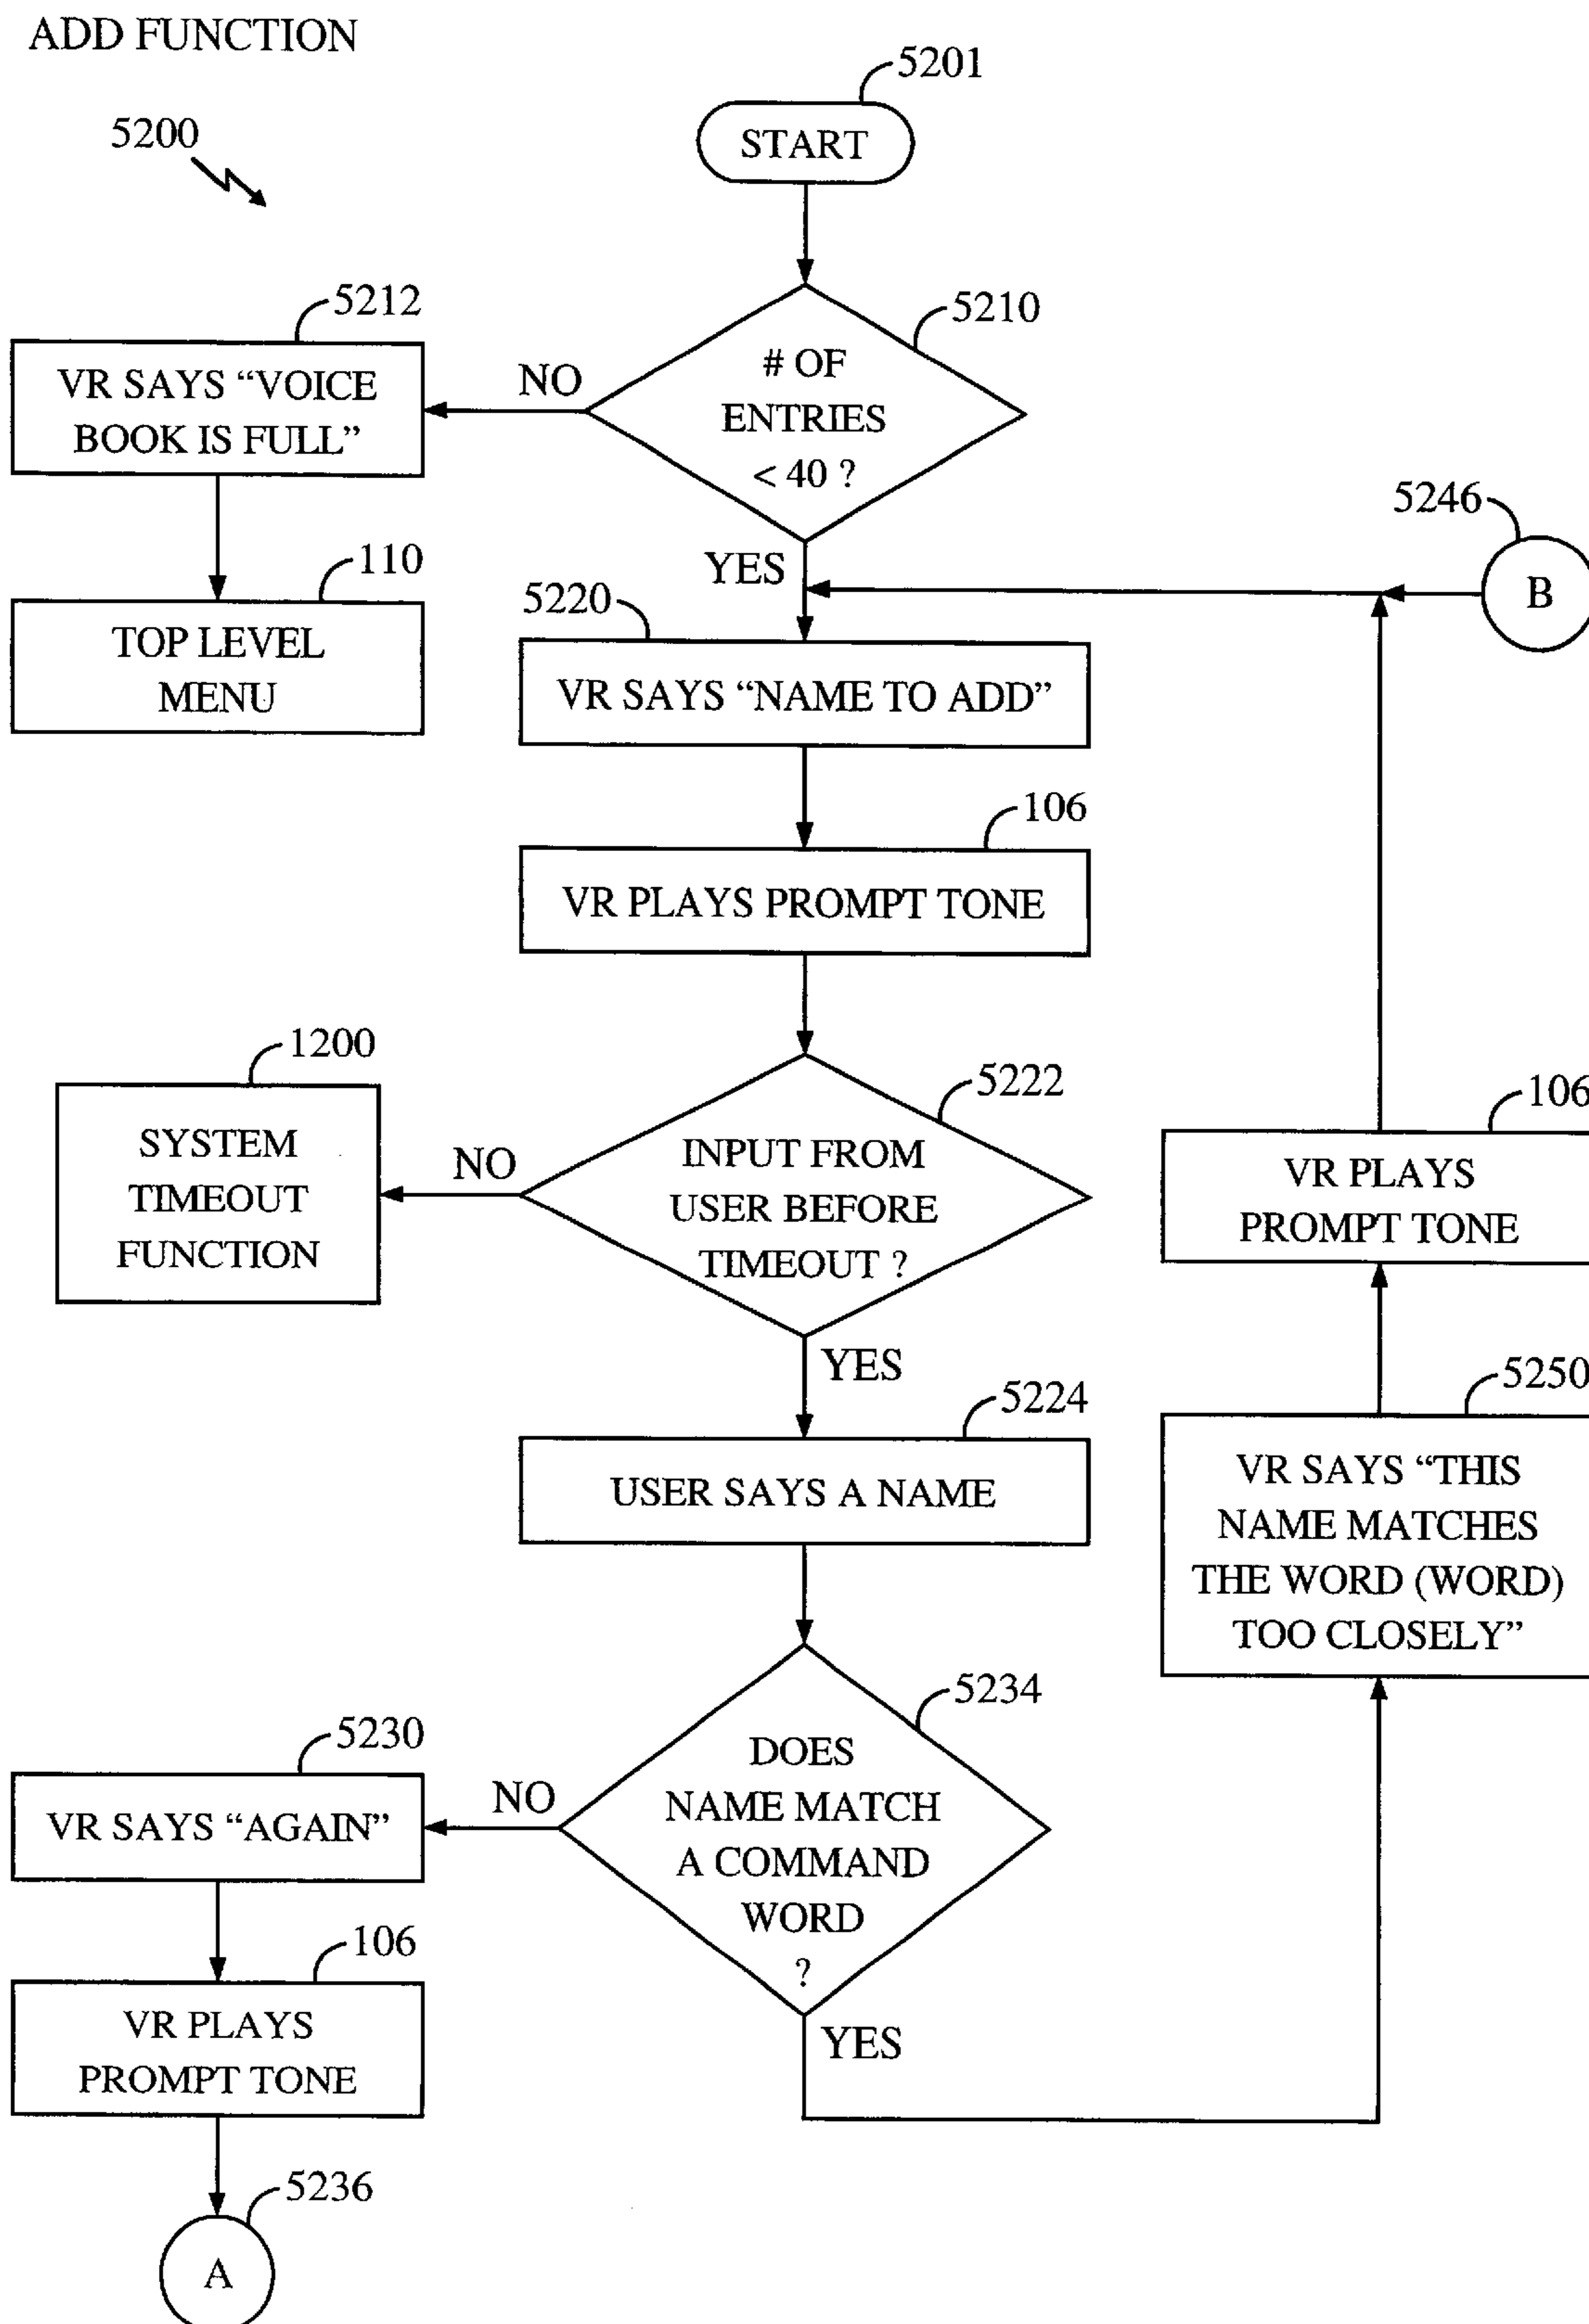 ADD FUNCTION
5200
5201
START
5210
# OF
ENTRIES
< 40 ?
NO
5212
VR SAYS “VOICE
BOOK IS FULL”
110
TOP LEVEL
MENU
YES
5246
B
5220
VR SAYS “NAME TO ADD”
106
VR PLAYS PROMPT TONE
5222
INPUT FROM
USER BEFORE
TIMEOUT ?
NO
1200
SYSTEM
TIMEOUT
FUNCTION
YES
5224
USER SAYS A NAME
5234
DOES
NAME MATCH
A COMMAND
WORD
?
NO
5230
VR SAYS “AGAIN”
106
VR PLAYS
PROMPT TONE
5236
A
YES
5250
VR SAYS “THIS
NAME MATCHES
THE WORD (WORD)
TOO CLOSELY”
106
VR PLAYS
PROMPT TONE